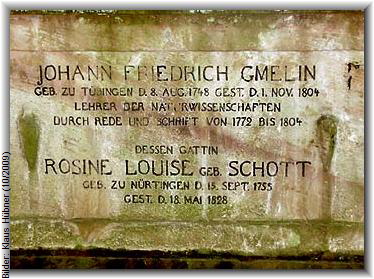 JOHANN FRIEDRICH GMELIN
GEB. ZU TÜBINGEN D. 8. AUG. 1748 GEST. D. 1. NOV. 1804
LEHRER DER NATURWISSENSCHAFTEN
DURCH REDE UND SCHRIFT VON 1772 BIS 1804
DESSEN GATTIN
ROSINE LOUISE GEB. SCHOTT
GEB. ZU NÜRTINGEN D. 15. SEPT. 1755
GEST. D. 18. MAI 1828
Bilder: Klaus Hübner (10/2009)